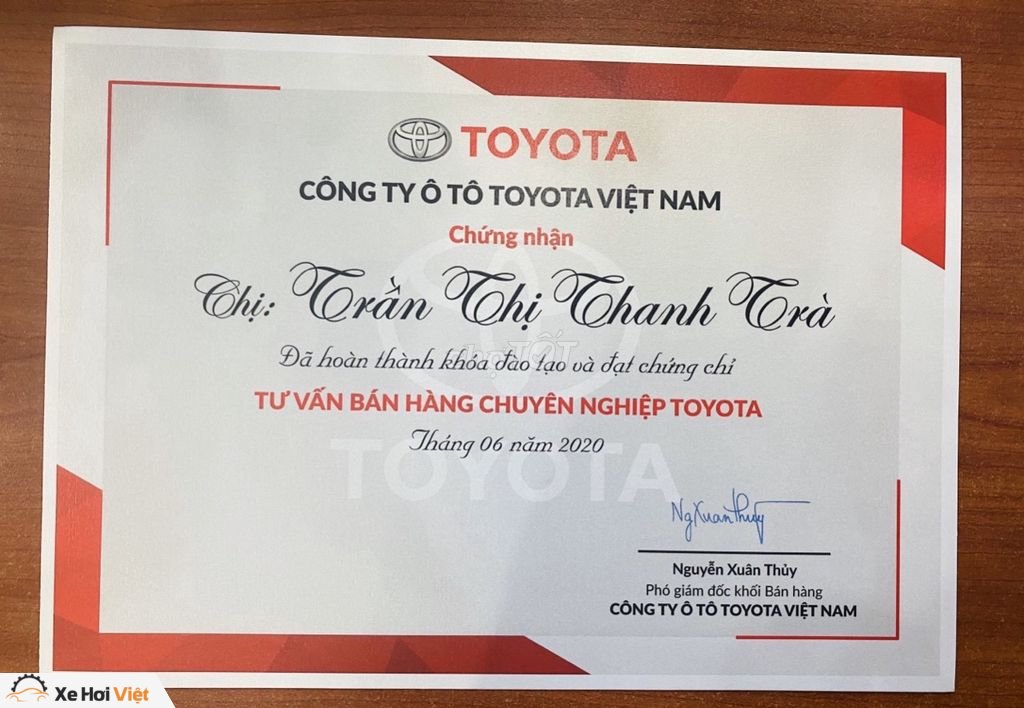 TOYOTA
CÔNG TY Ô TÔ TOYOTA VIỆT NAM
Chứng nhận
Chị: Trần Thị Thanh Trà
Đã hoàn thành khóa đào tạo và đạt chứng chỉ
TƯ VẤN BÁN HÀNG CHUYÊN NGHIỆP TOYOTA
Tháng 06 năm 2020
TOYOTA
NgXuanThuy
Nguyễn Xuân Thủy
Phó giám đốc khối Bán hàng
CÔNG TY Ô TÔ TOYOTA VIỆT NAM
Xe Hơi Việt